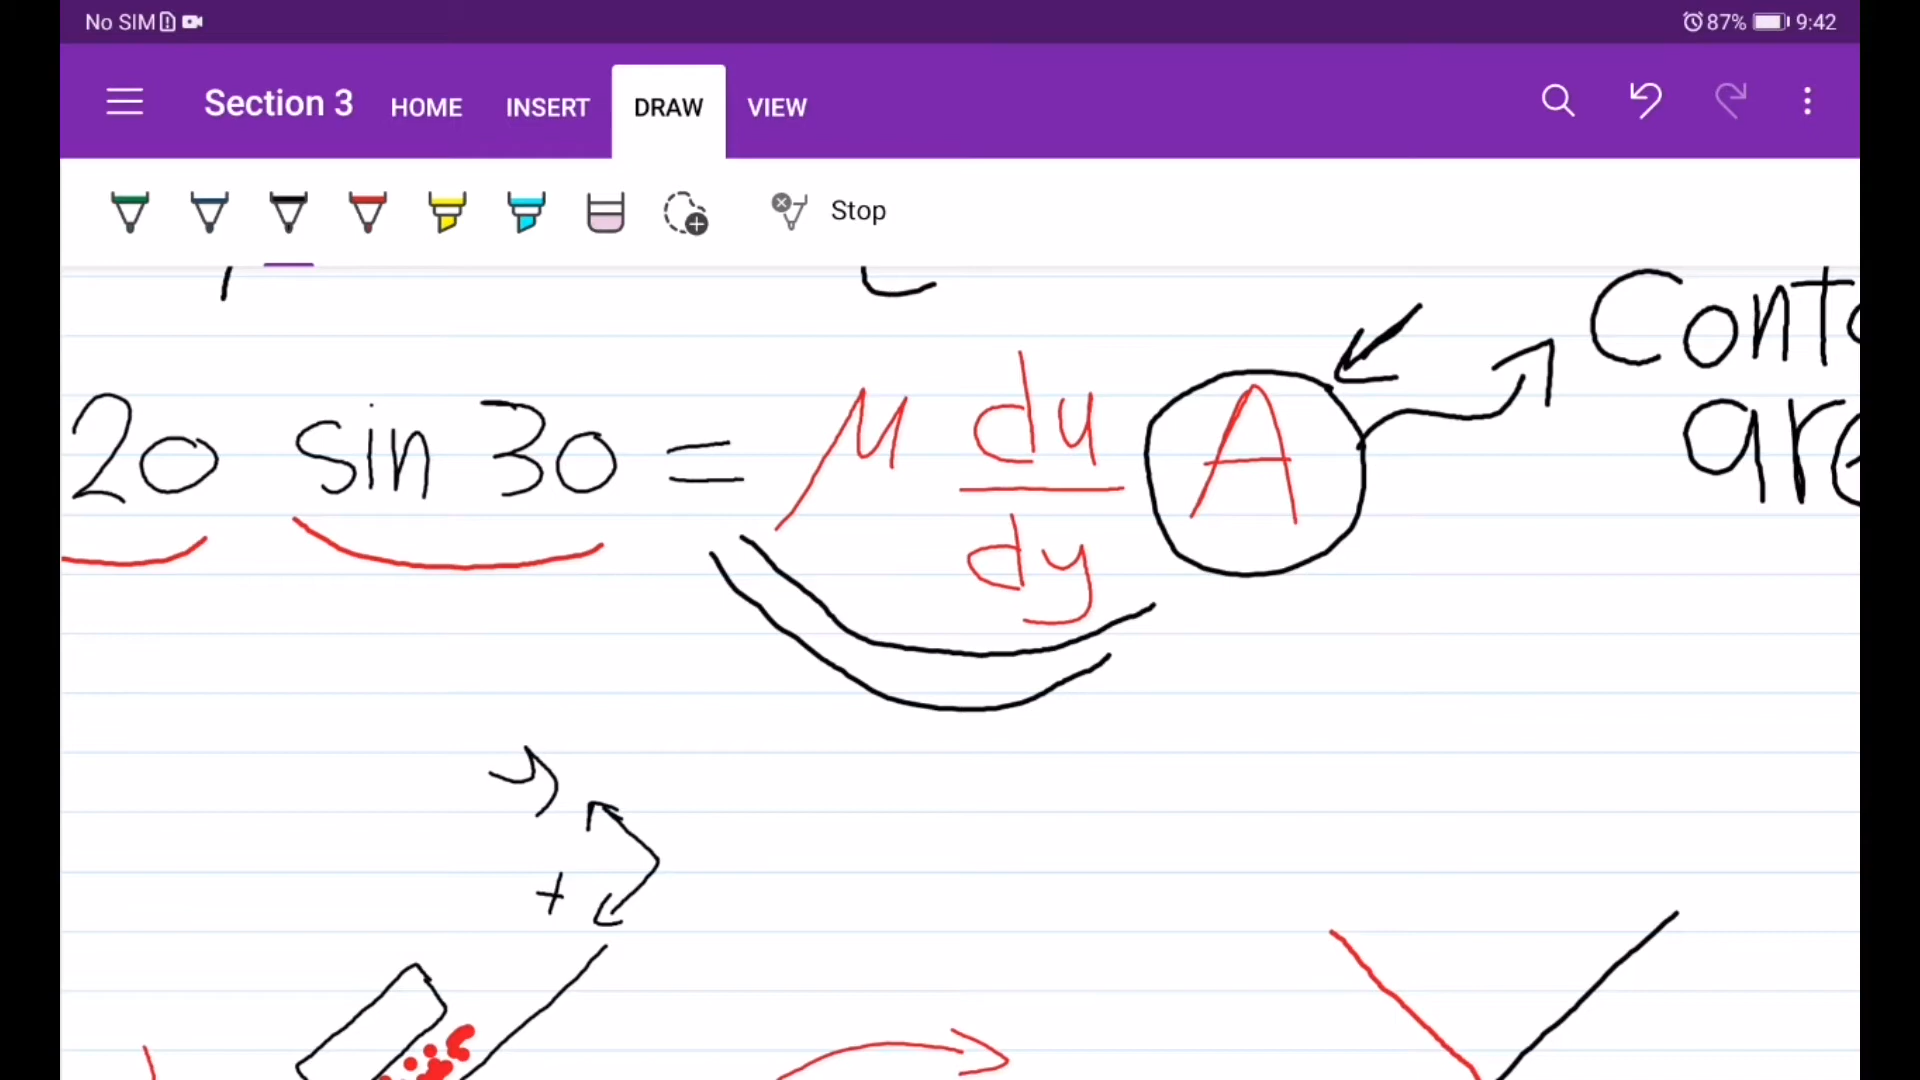 No SIM 87% 9:42
Section 3 HOME INSERT DRAW VIEW
Stop
Conta
20 sin 30 = μ du/dy A
are
y
+